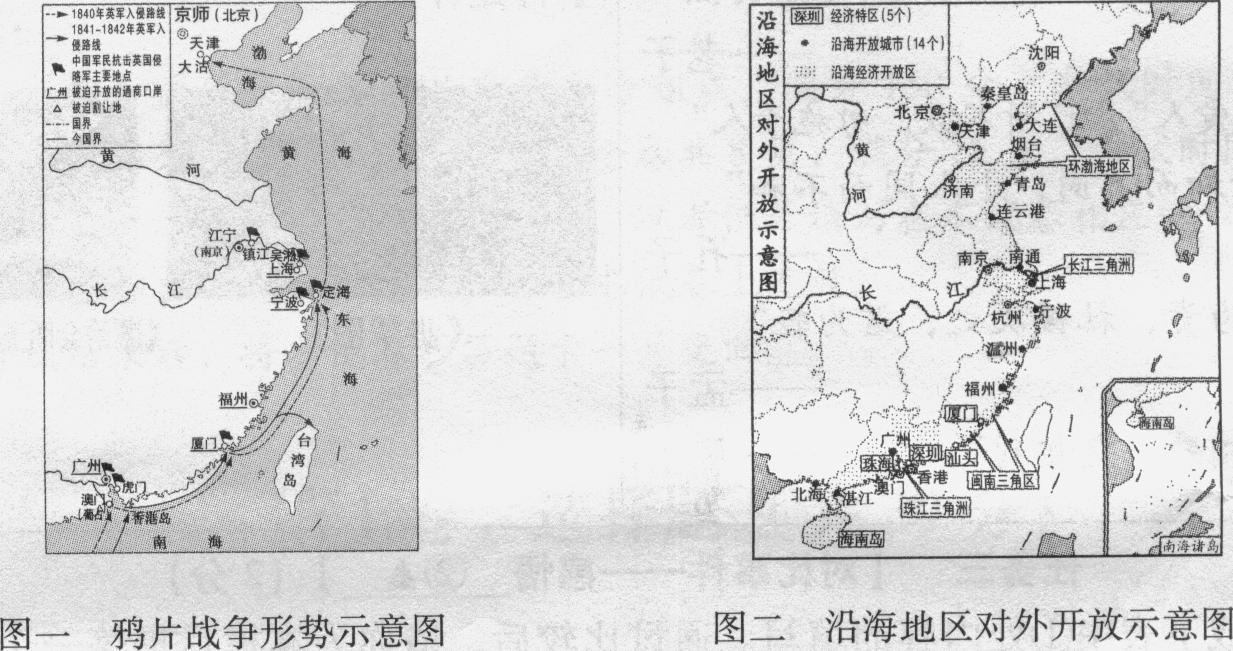 1840年英军入侵路线
1841-1842年英军入
侵路线
中国军民抗击英国侵
略军主要地点
广州 被迫开放的通商口岸
被迫割让地
国界
今国界
京师(北京)
天津
大沽
渤
海
黄
河
黄
海
江宁
(南京)
镇江
吴淞
上海
长
江
宁波
定海
东
海
福州
厦门
台
湾
岛
广州
虎门
澳门
(葡占)
香港岛
南
海
图一 鸦片战争形势示意图
沿海地区对外开放示意图
深圳 经济特区(5个)
沿海开放城市(14个)
沿海经济开放区
沈阳
秦皇岛
北京
天津
大连
烟台
环渤海地区
黄
河
济南
青岛
连云港
南京
南通
长江三角洲
上海
长
江
杭州
宁波
温州
福州
厦门
广州
深圳
汕头
珠海
香港
澳门
闽南三角区
北海
湛江
珠江三角洲
海南岛
海南岛
南海诸岛
图二 沿海地区对外开放示意图